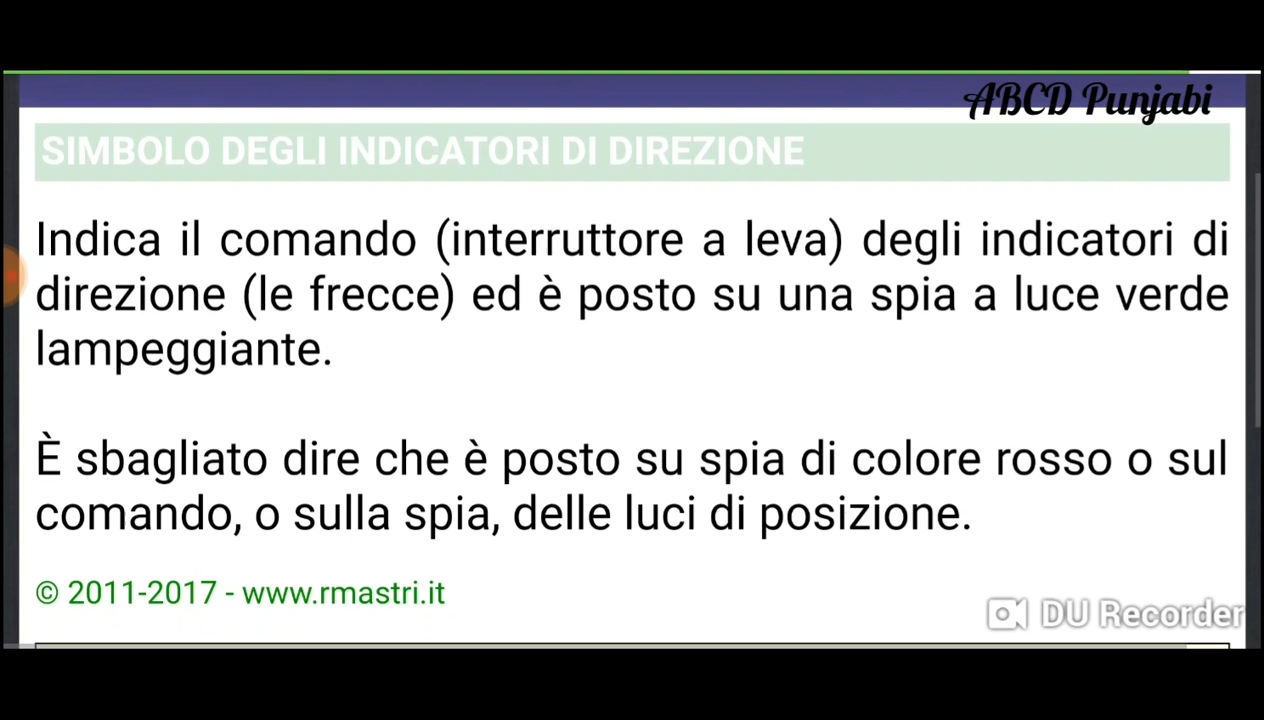 ABCD Punjabi
SIMBOLO DEGLI INDICATORI DI DIREZIONE
Indica il comando (interruttore a leva) degli indicatori di
direzione (le frecce) ed è posto su una spia a luce verde
lampeggiante.
È sbagliato dire che è posto su spia di colore rosso o sul
comando, o sulla spia, delle luci di posizione.
© 2011-2017 - www.rmastri.it
DU Recorder